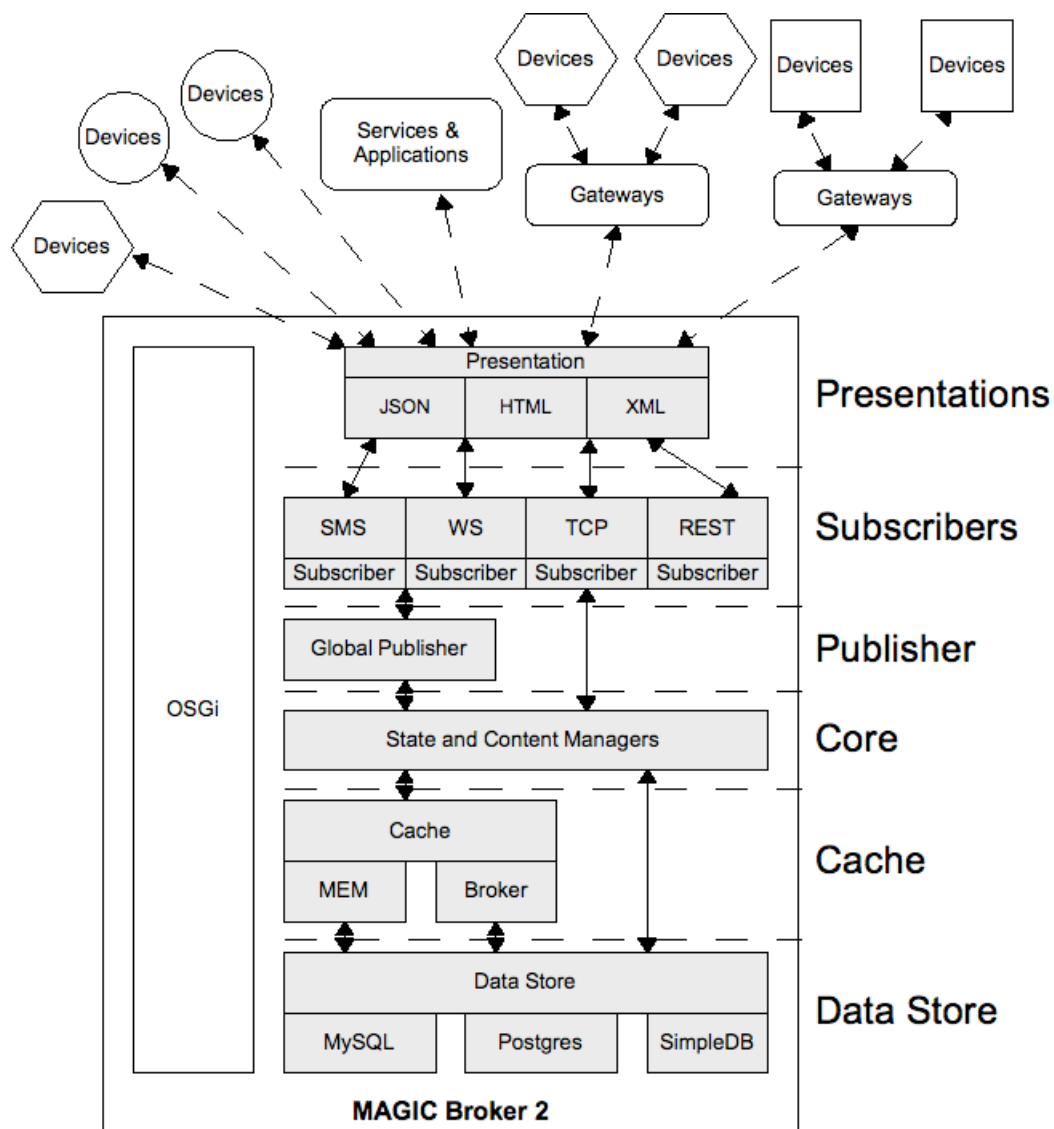 Devices
Devices
Devices
Devices
Devices
Devices
Services &
Applications
Devices
Gateways
Gateways
Devices
Presentation
JSON
HTML
XML
Presentations
SMS
WS
TCP
REST
Subscribers
Subscriber
Subscriber
Subscriber
Subscriber
Global Publisher
Publisher
OSGi
State and Content Managers
Core
Cache
MEM
Broker
Cache
Data Store
MySQL
Postgres
SimpleDB
Data Store
MAGIC Broker 2